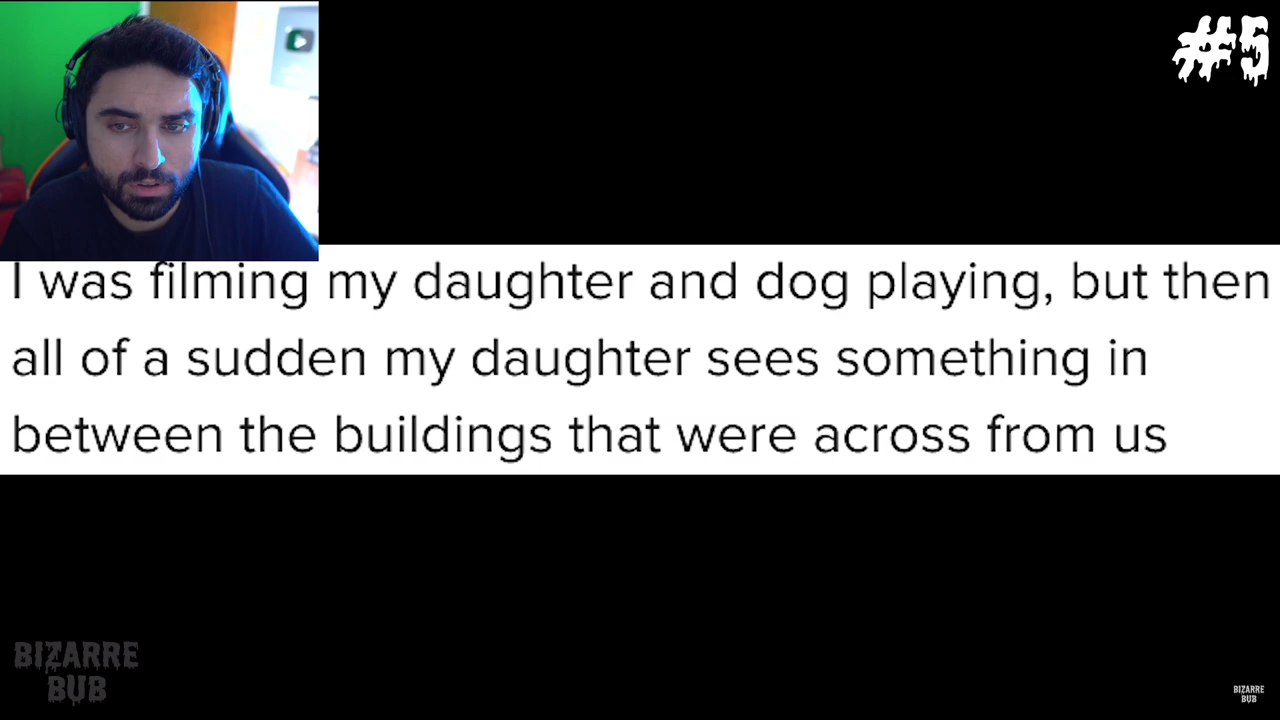 #5
I was filming my daughter and dog playing, but then
all of a sudden my daughter sees something in
between the buildings that were across from us
BIZARRE
BUB
BIZARRE
BUB